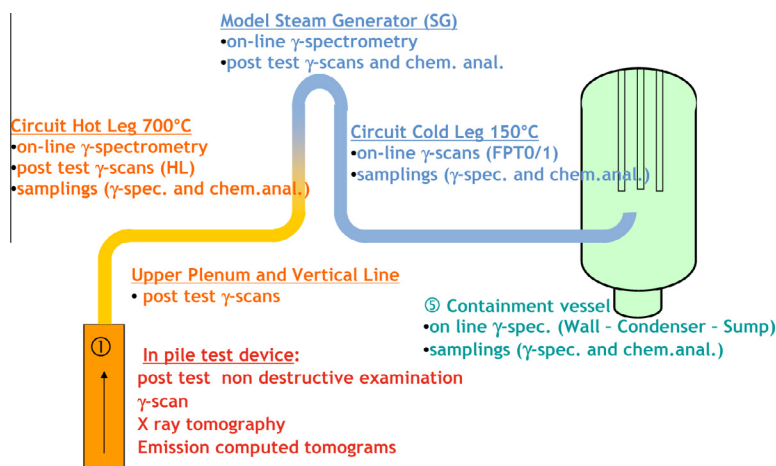 Model Steam Generator (SG)
•on-line γ-spectrometry
•post test γ-scans and chem. anal.
Circuit Hot Leg 700°C
•on-line γ-spectrometry
•post test γ-scans (HL)
•samplings (γ-spec. and chem.anal.)
Circuit Cold Leg 150°C
•on-line γ-scans (FPT0/1)
•samplings (γ-spec. and chem.anal.)
Upper Plenum and Vertical Line
• post test γ-scans
⑤ Containment vessel
•on line γ-spec. (Wall - Condenser - Sump)
•samplings (γ-spec. and chem.anal.)
①
In pile test device:
post test non destructive examination
γ-scan
X ray tomography
Emission computed tomograms